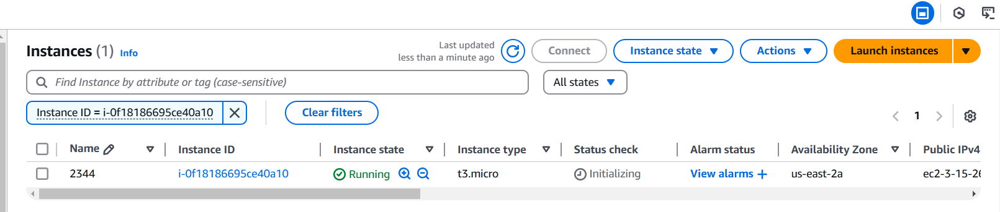 Instances (1) Info
Last updated
less than a minute ago
Connect
Instance state
Actions
Launch instances
Find Instance by attribute or tag (case-sensitive)
All states
Instance ID = i-0f18186695ce40a10
Clear filters
1
Name Instance ID Instance state Instance type Status check Alarm status Availability Zone Public IPv4
2344 i-0f18186695ce40a10 Running t3.micro Initializing View alarms + us-east-2a ec2-3-15-26